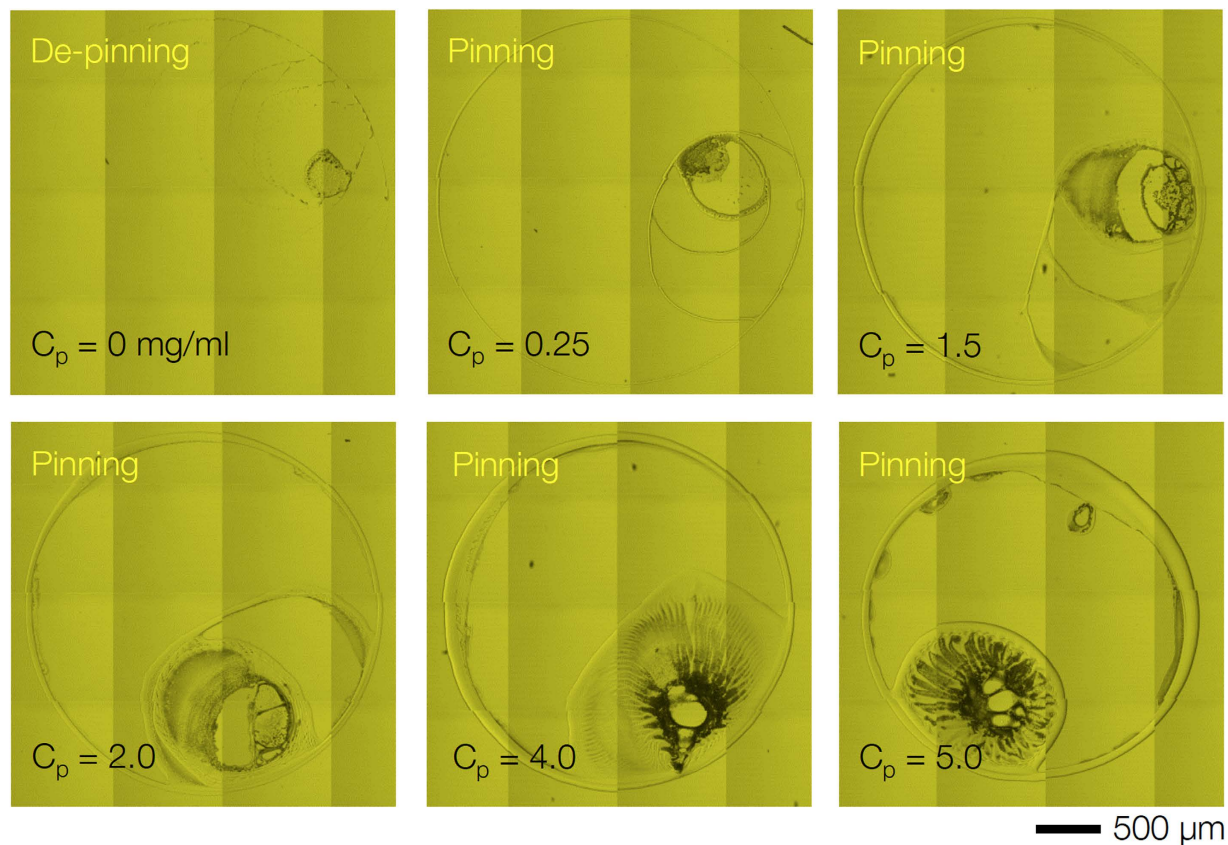 De-pinning
Pinning
Pinning
Cp = 0 mg/ml
Cp = 0.25
Cp = 1.5
Pinning
Pinning
Pinning
Cp = 2.0
Cp = 4.0
Cp = 5.0
500 µm